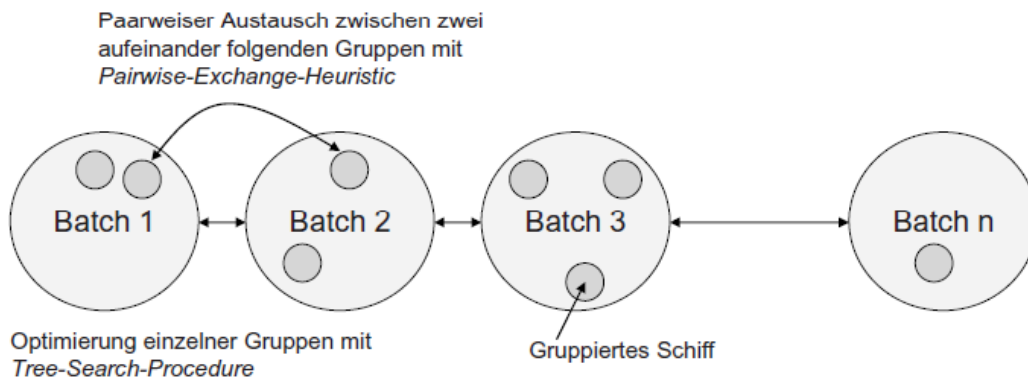 Paarweiser Austausch zwischen zwei
aufeinander folgenden Gruppen mit
Pairwise-Exchange-Heuristic
Batch 1
Batch 2
Batch 3
Batch n
Optimierung einzelner Gruppen mit
Tree-Search-Procedure
Gruppiertes Schiff